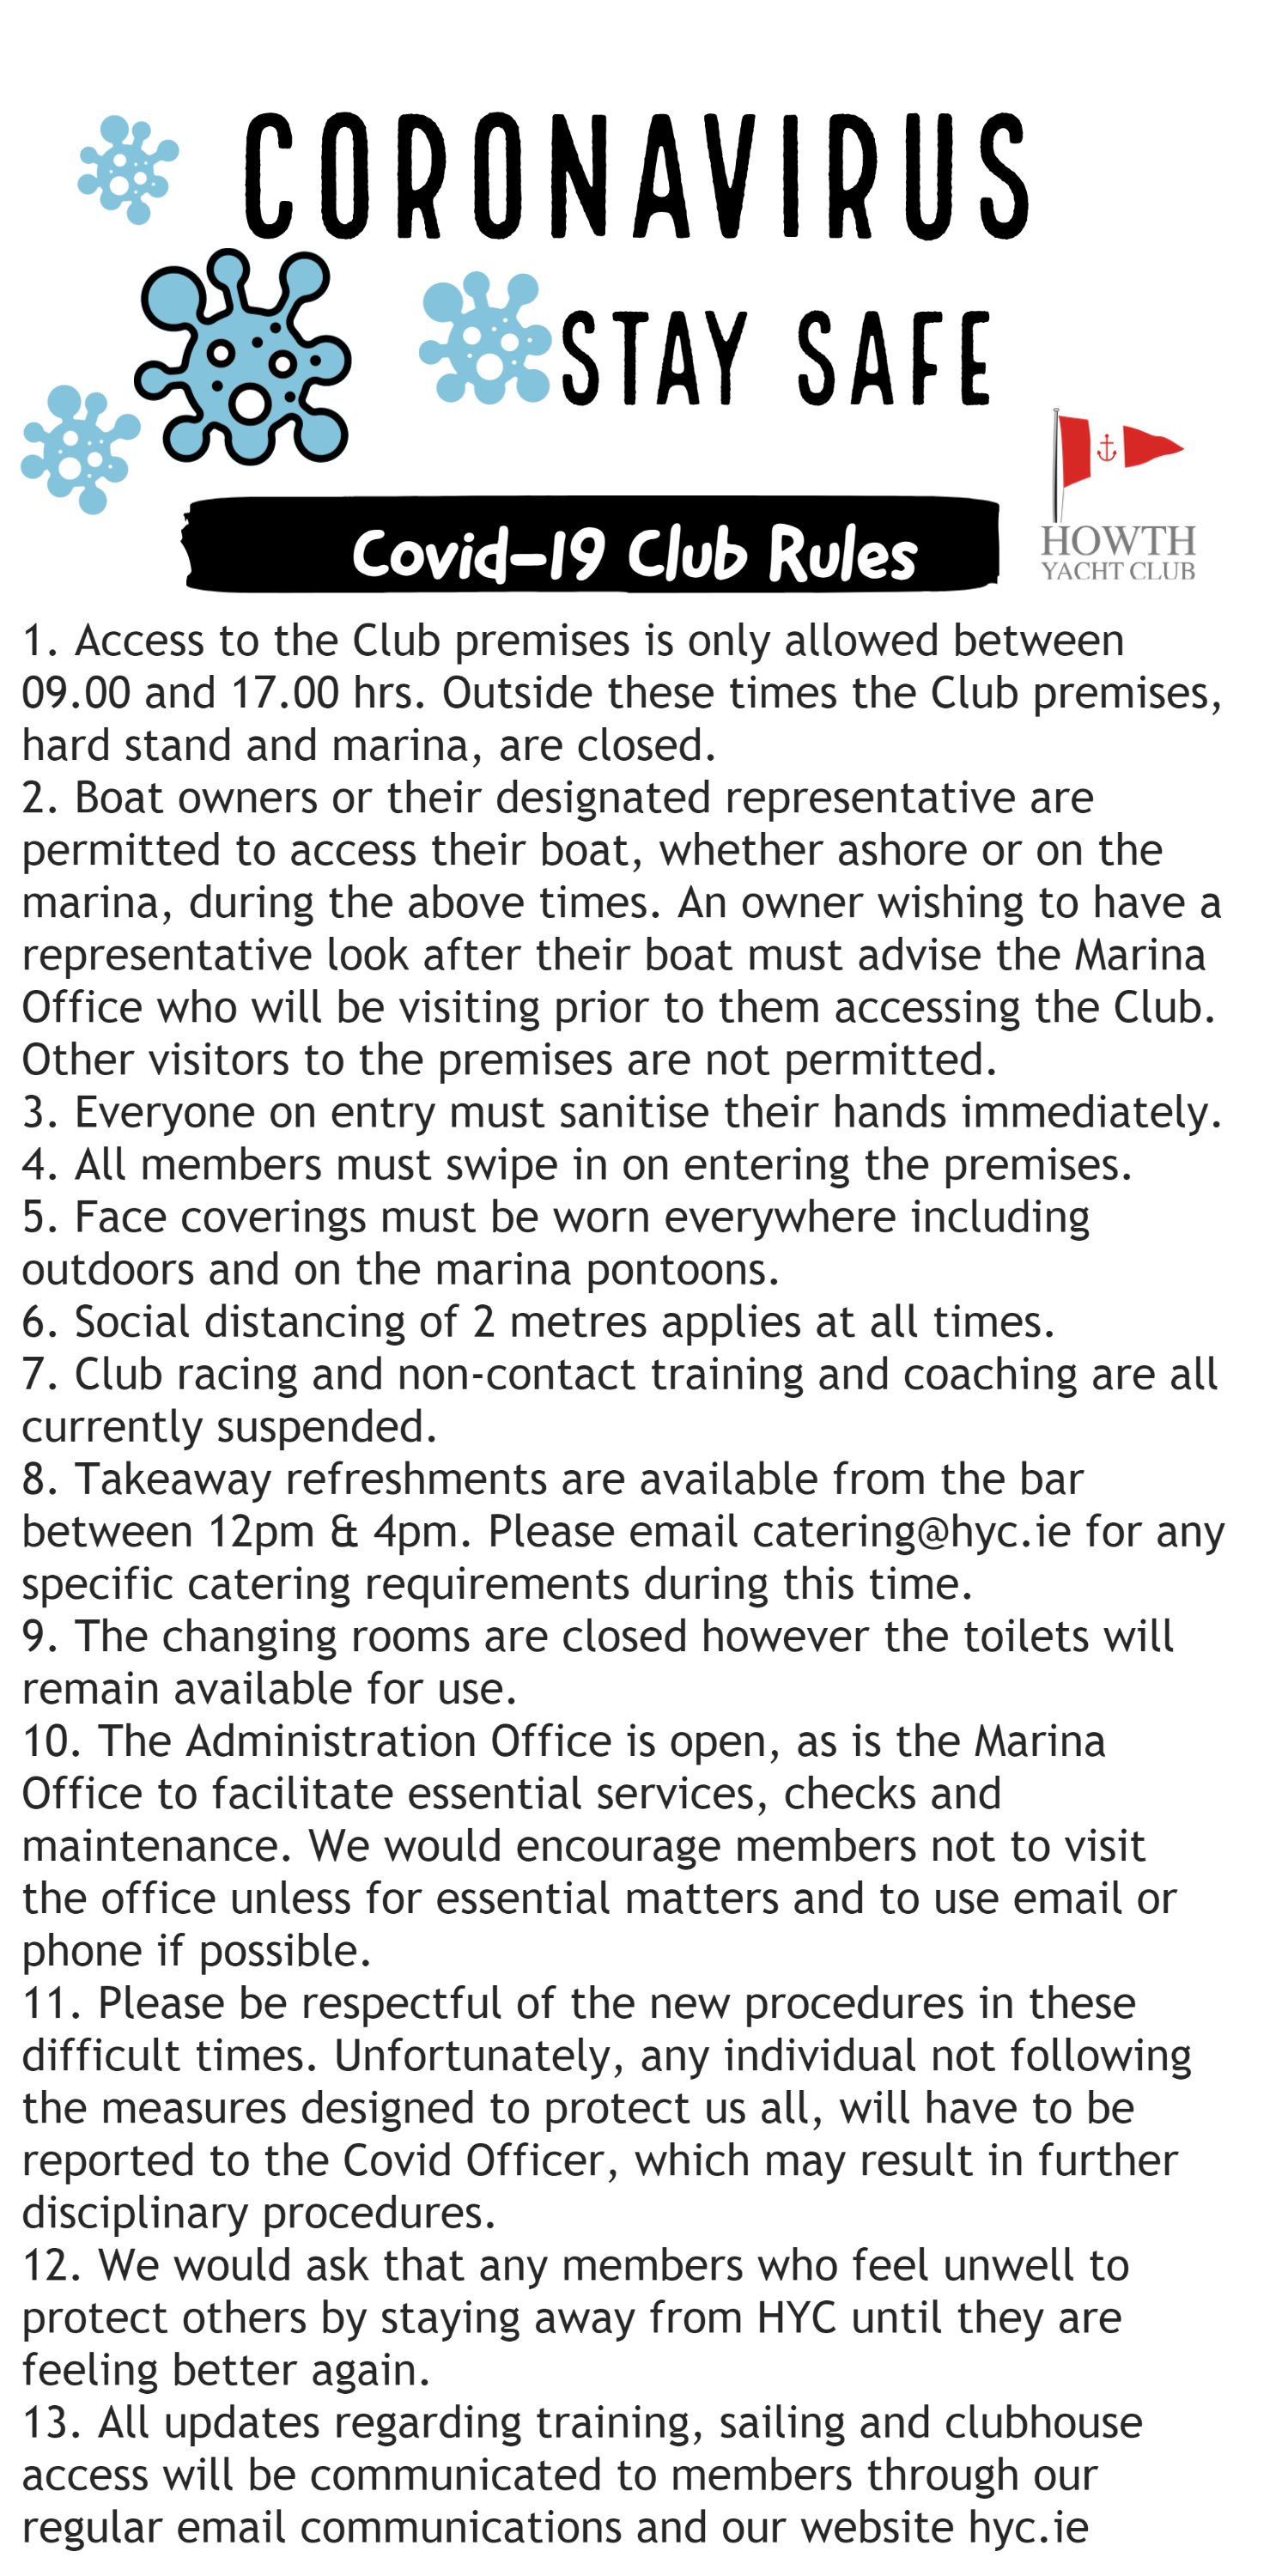 CORONAVIRUS
STAY SAFE
HOWTH
YACHT CLUB
Covid-19 Club Rules
1. Access to the Club premises is only allowed between
09.00 and 17.00 hrs. Outside these times the Club premises,
hard stand and marina, are closed.
2. Boat owners or their designated representative are
permitted to access their boat, whether ashore or on the
marina, during the above times. An owner wishing to have a
representative look after their boat must advise the Marina
Office who will be visiting prior to them accessing the Club.
Other visitors to the premises are not permitted.
3. Everyone on entry must sanitise their hands immediately.
4. All members must swipe in on entering the premises.
5. Face coverings must be worn everywhere including
outdoors and on the marina pontoons.
6. Social distancing of 2 metres applies at all times.
7. Club racing and non-contact training and coaching are all
currently suspended.
8. Takeaway refreshments are available from the bar
between 12pm & 4pm. Please email catering@hyc.ie for any
specific catering requirements during this time.
9. The changing rooms are closed however the toilets will
remain available for use.
10. The Administration Office is open, as is the Marina
Office to facilitate essential services, checks and
maintenance. We would encourage members not to visit
the office unless for essential matters and to use email or
phone if possible.
11. Please be respectful of the new procedures in these
difficult times. Unfortunately, any individual not following
the measures designed to protect us all, will have to be
reported to the Covid Officer, which may result in further
disciplinary procedures.
12. We would ask that any members who feel unwell to
protect others by staying away from HYC until they are
feeling better again.
13. All updates regarding training, sailing and clubhouse
access will be communicated to members through our
regular email communications and our website hyc.ie